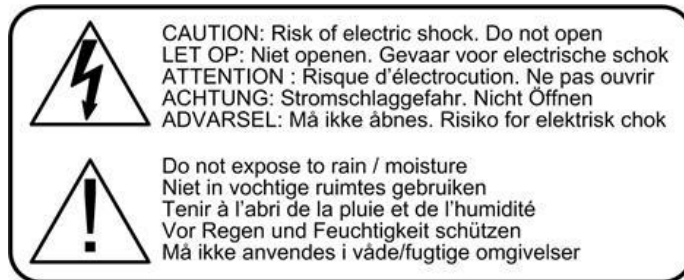 CAUTION: Risk of electric shock. Do not open
LET OP: Niet openen. Gevaar voor electrische schok
ATTENTION : Risque d'électrocution. Ne pas ouvrir
ACHTUNG: Stromschlaggefahr. Nicht Öffnen
ADVARSEL: Må ikke åbnes. Risiko for elektrisk chok
Do not expose to rain / moisture
Niet in vochtige ruimtes gebruiken
Tenir à l'abri de la pluie et de l'humidité
Vor Regen und Feuchtigkeit schützen
Må ikke anvendes i våde/fugtige omgivelser